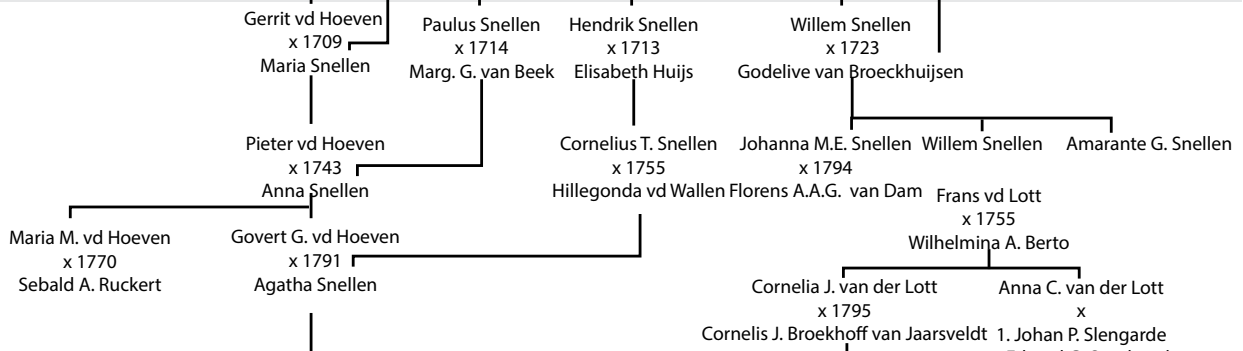 Gerrit vd Hoeven
x 1709
Maria Snellen
Paulus Snellen
x 1714
Marg. G. van Beek
Hendrik Snellen
x 1713
Elisabeth Huijs
Willem Snellen
x 1723
Godelive van Broeckhuijsen
Pieter vd Hoeven
x 1743
Anna Snellen
Cornelius T. Snellen
x 1755
Hillegonda vd Wallen
Johanna M.E. Snellen
x 1794
Florens A.A.G. van Dam
Willem Snellen
Amarante G. Snellen
Frans vd Lott
x 1755
Wilhelmina A. Berto
Maria M. vd Hoeven
x 1770
Sebald A. Ruckert
Govert G. vd Hoeven
x 1791
Agatha Snellen
Cornelia J. van der Lott
x 1795
Cornelis J. Broekhoff van Jaarsveldt
Anna C. van der Lott
x
1. Johan P. Slengarde